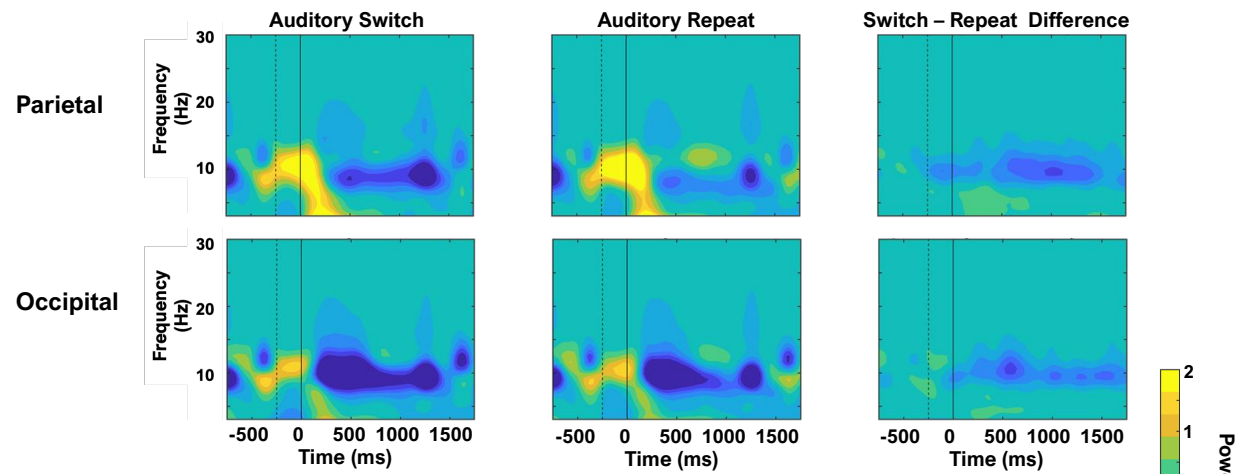 Auditory Switch
Auditory Repeat
Switch – Repeat Difference
Parietal
Frequency
(Hz)
30
20
10
Occipital
Frequency
(Hz)
30
20
10
-500 0 500 1000 1500
Time (ms)
-500 0 500 1000 1500
Time (ms)
-500 0 500 1000 1500
Time (ms)
2
1
Pow